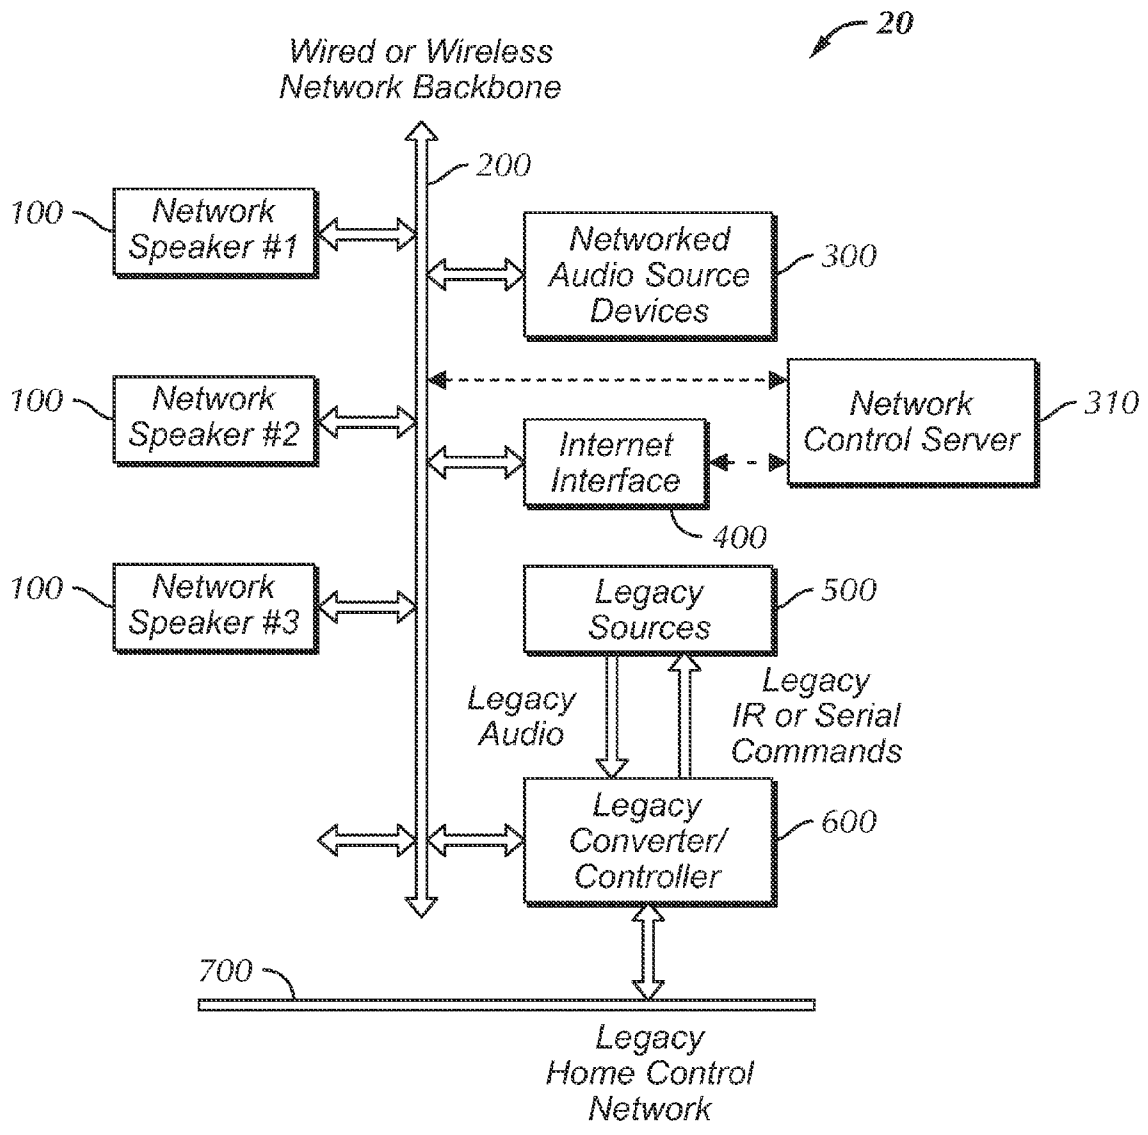 20
Wired or Wireless
Network Backbone
200
100
Network
Speaker #1
Networked
Audio Source
Devices
300
100
Network
Speaker #2
Network
Control Server
310
Internet
Interface
400
100
Network
Speaker #3
Legacy
Sources
500
Legacy
Audio
Legacy
IR or Serial
Commands
Legacy
Converter/
Controller
600
700
Legacy
Home Control
Network